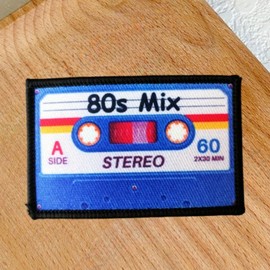 80s Mix
A
SIDE
STEREO
60
2X30 MIN